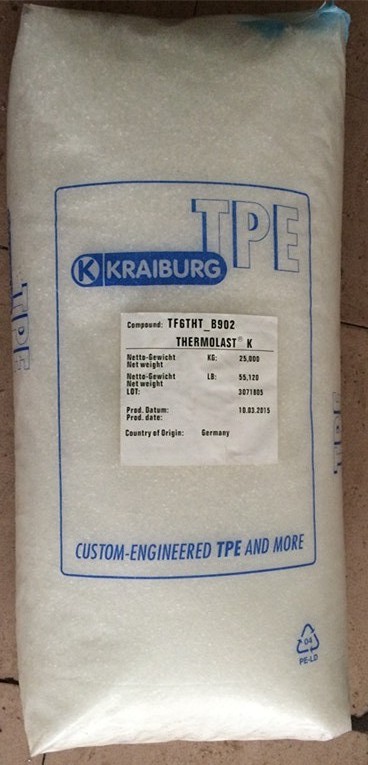 TPE
K KRAIBURG
Compound: TF6THT_B902
THERMOLAST® K
Netto-Gewicht KG: 25,000
Net weight
Netto-Gewicht LB: 55,120
Net weight
LOT: 3071805
Prod. Datum: 10.03.2015
Prod. date:
Country of Origin: Germany
CUSTOM-ENGINEERED TPE AND MORE
04
PE-LD
TPE